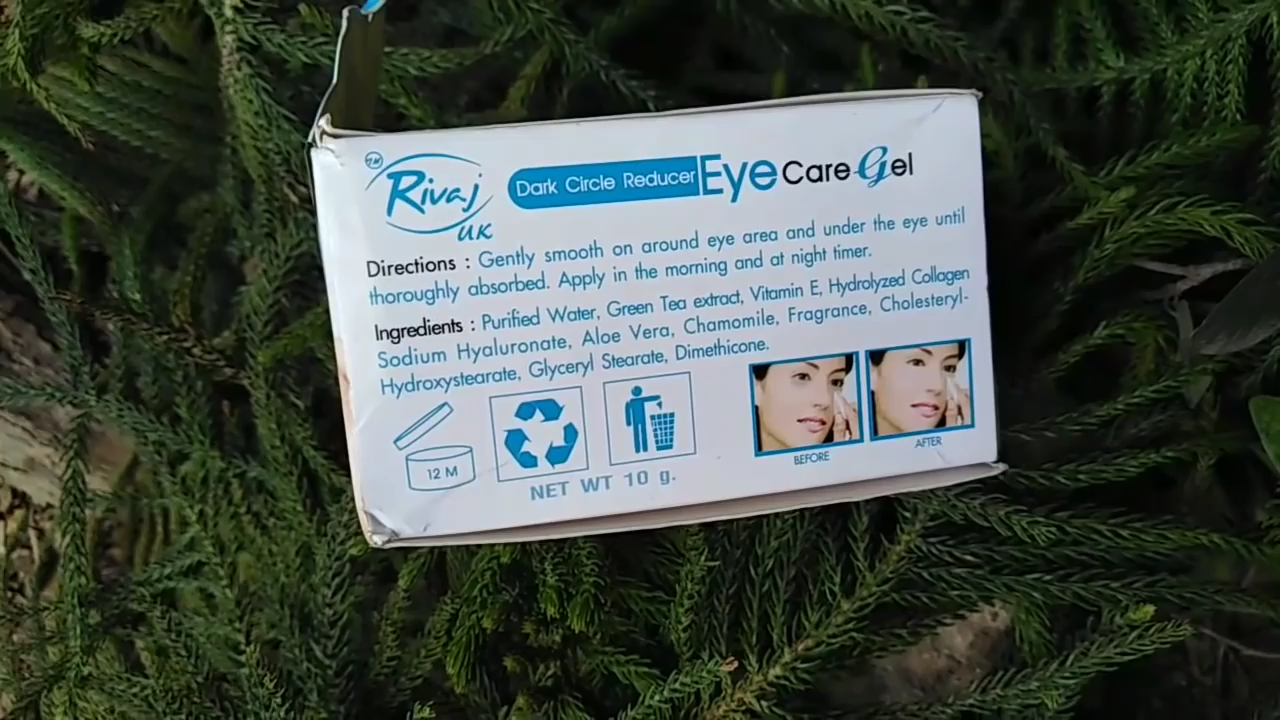 TM
Rivaj
UK
Dark Circle Reducer Eye Care Gel
Directions : Gently smooth on around eye area and under the eye until
thoroughly absorbed. Apply in the morning and at night timer.
Ingredients : Purified Water, Green Tea extract, Vitamin E, Hydrolyzed Collagen
Sodium Hyaluronate, Aloe Vera, Chamomile, Fragrance, Cholesteryl-
Hydroxystearate, Glyceryl Stearate, Dimethicone.
12 M
NET WT 10 g.
BEFORE
AFTER